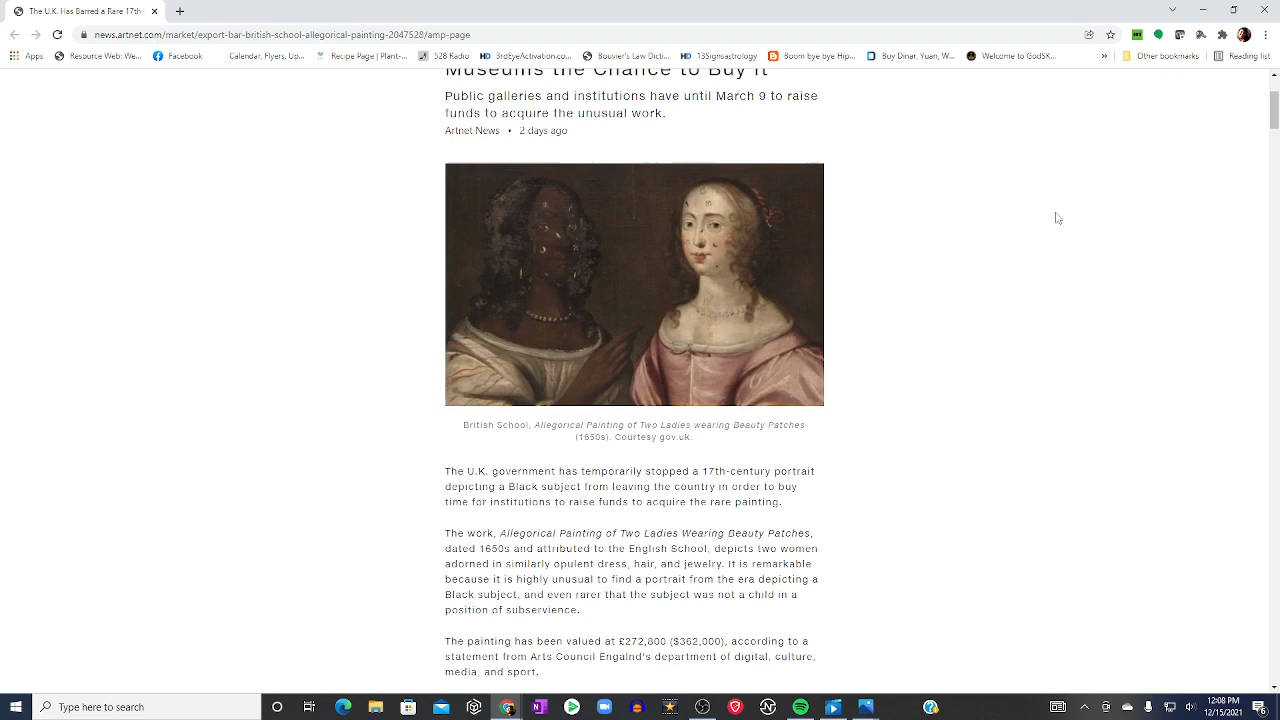 The U.K. Has Barred a Rare 17th-
news.artnet.com/market/export-bar-british-school-allegorical-painting-2047528/amp-page
Apps Resource Web: We... Calendar, Flyers, Up... Facebook Recipe Page | Plant-... 528 Radio HD 3rdEyeActivation.co... Bouvier's Law Dict... HD 13Signsastrology Boom bye bye Hip... Buy Dinar, Yuan, W... Welcome to GodSK... » Other bookmarks Reading list
Museums the Chance to Buy It
Public galleries and institutions have until March 9 to raise
funds to acquire the unusual work.
Artnet News • 2 days ago
British School, Allegorical Painting of Two Ladies wearing Beauty Patches
(1650s). Courtesy gov.uk.
The U.K. government has temporarily stopped a 17th-century portrait
depicting a Black subject from leaving the country in order to buy
time for institutions to raise funds to acquire the rare painting.
The work, Allegorical Painting of Two Ladies Wearing Beauty Patches,
dated 1650s and attributed to the English School, depicts two women
adorned in similarly opulent dress, hair, and jewelry. It is remarkable
because it is highly unusual to find a portrait from the era depicting a
Black subject, and even rarer that the subject was not a child in a
position of subservience.
The painting has been valued at £272,800 ($362,000), according to a
statement from Arts Council Engalnd's department of digital, culture,
media, and sport.
Type here to search
12:08 PM
12/15/2021